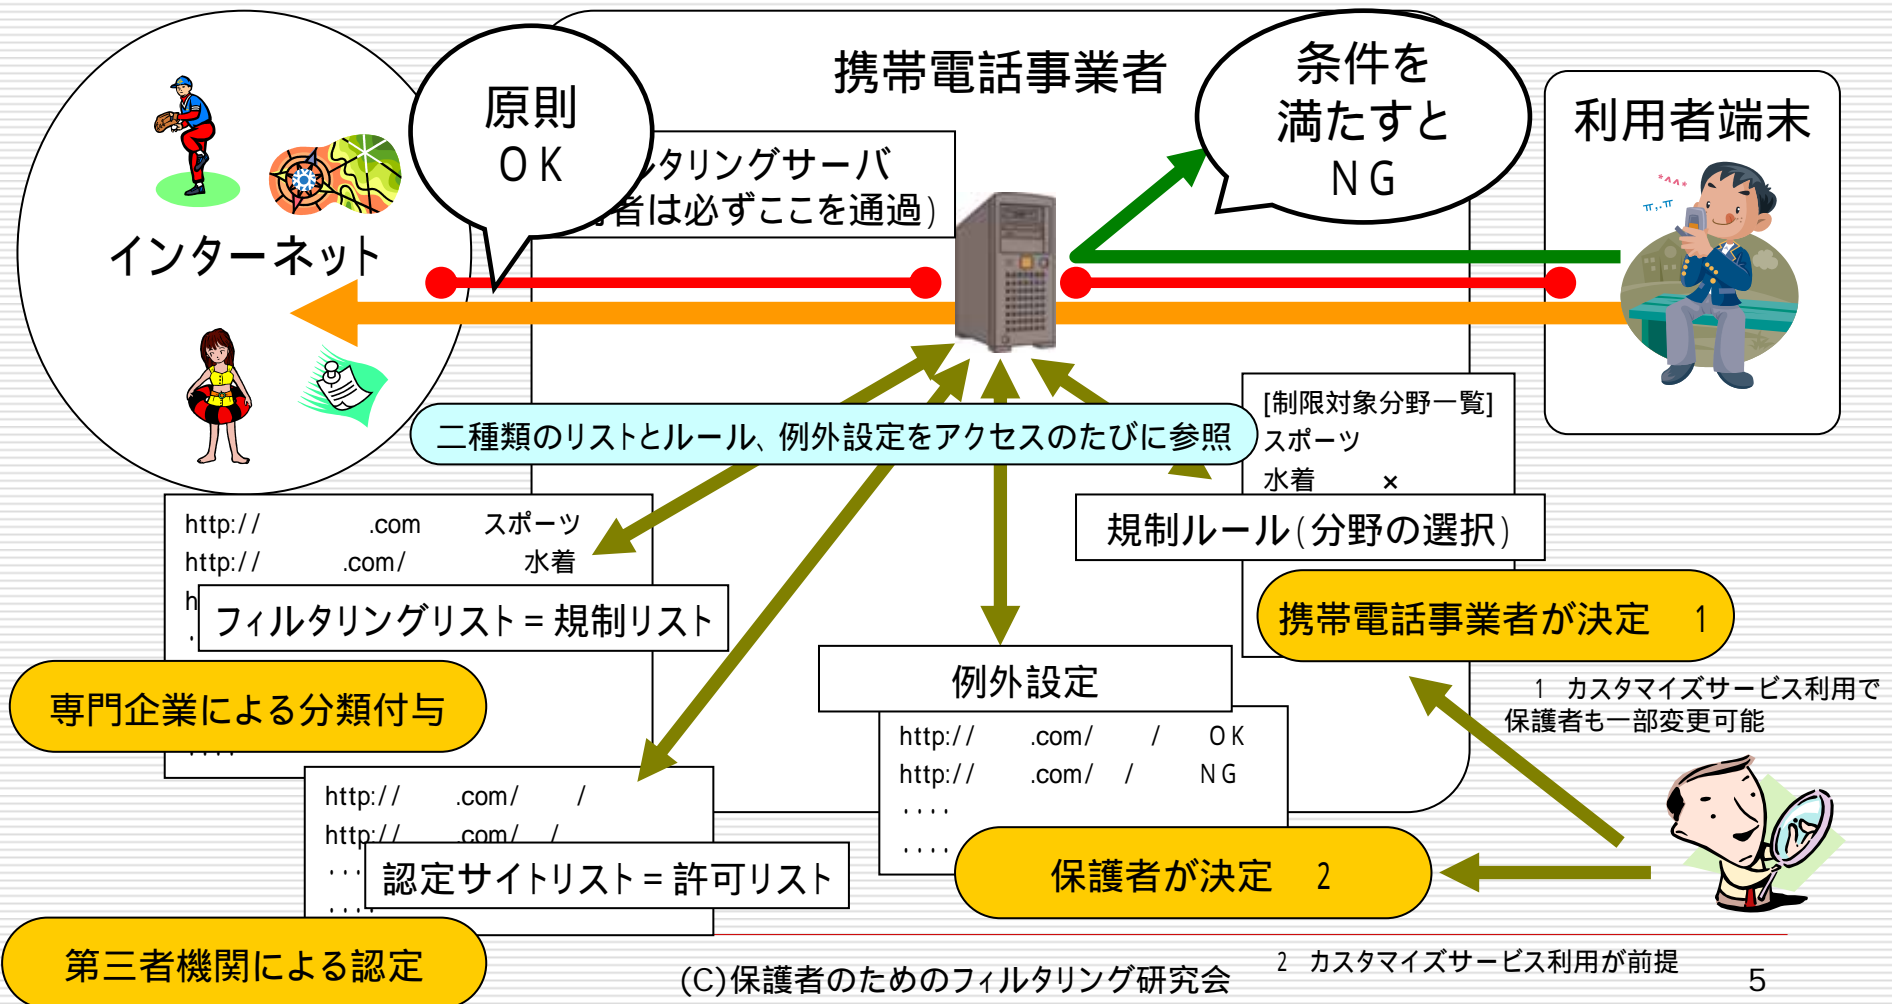 携帯電話事業者
原則
OK
条件を
満たすと
NG
利用者端末
ルタリングサーバ
者は必ずここを通過)
インターネット
*^^*
π,.π
二種類のリストとルール、例外設定をアクセスのたびに参照
[制限対象分野一覧]
スポーツ
水着 ×
規制ルール(分野の選択)
携帯電話事業者が決定 1
http:// .com スポーツ
http:// .com/ 水着
h
フィルタリングリスト=規制リスト
専門企業による分類付与
....
例外設定
http:// .com/ / OK
http:// .com/ / NG
....
....
1 カスタマイズサービス利用で
保護者も一部変更可能
http:// .com/ /
http:// .com/ /
....
認定サイトリスト=許可リスト
....
保護者が決定 2
第三者機関による認定
2 カスタマイズサービス利用が前提
(C)保護者のためのフィルタリング研究会
5